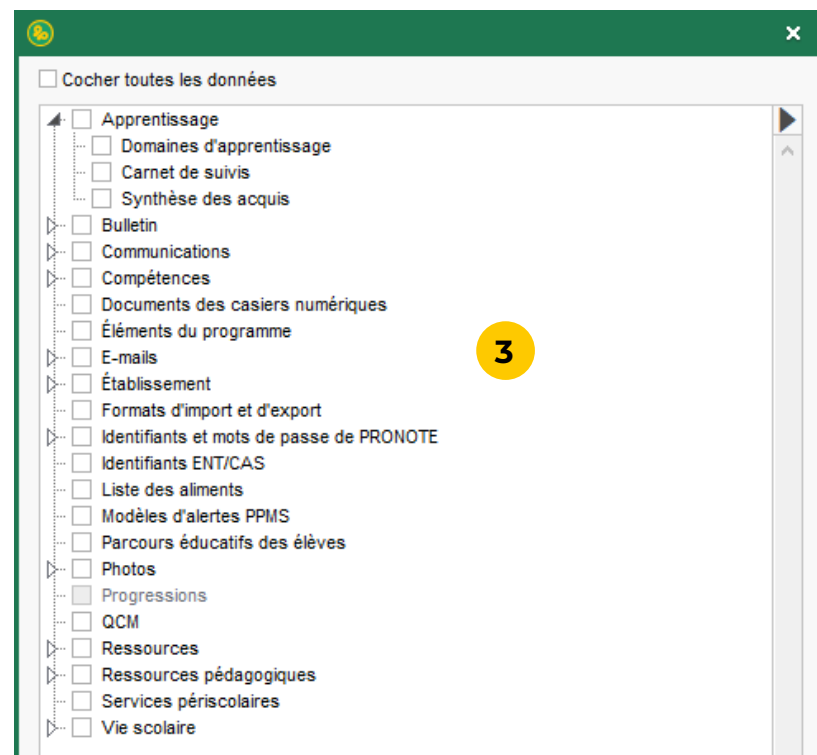 Cocher toutes les données
Apprentissage
Domaines d'apprentissage
Carnet de suivis
Synthèse des acquis
Bulletin
Communications
Compétences
Documents des casiers numériques
Éléments du programme
3
E-mails
Établissement
Formats d'import et d'export
Identifiants et mots de passe de PRONOTE
Identifiants ENT/CAS
Liste des aliments
Modèles d'alertes PPMS
Parcours éducatifs des élèves
Photos
Progressions
QCM
Ressources
Ressources pédagogiques
Services périscolaires
Vie scolaire